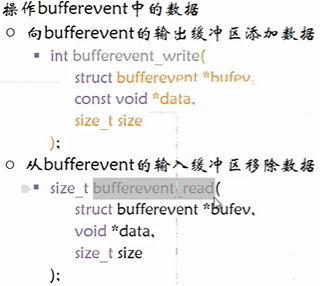 操作bufferevent中的数据
向bufferevent的输出缓冲区添加数据
int bufferevent_write(
struct bufferevent *bufev,
const void *data,
size_t size
);
从bufferevent的输入缓冲区移除数据
size_t bufferevent_read(
struct bufferevent *bufev,
void *data,
size_t size
);